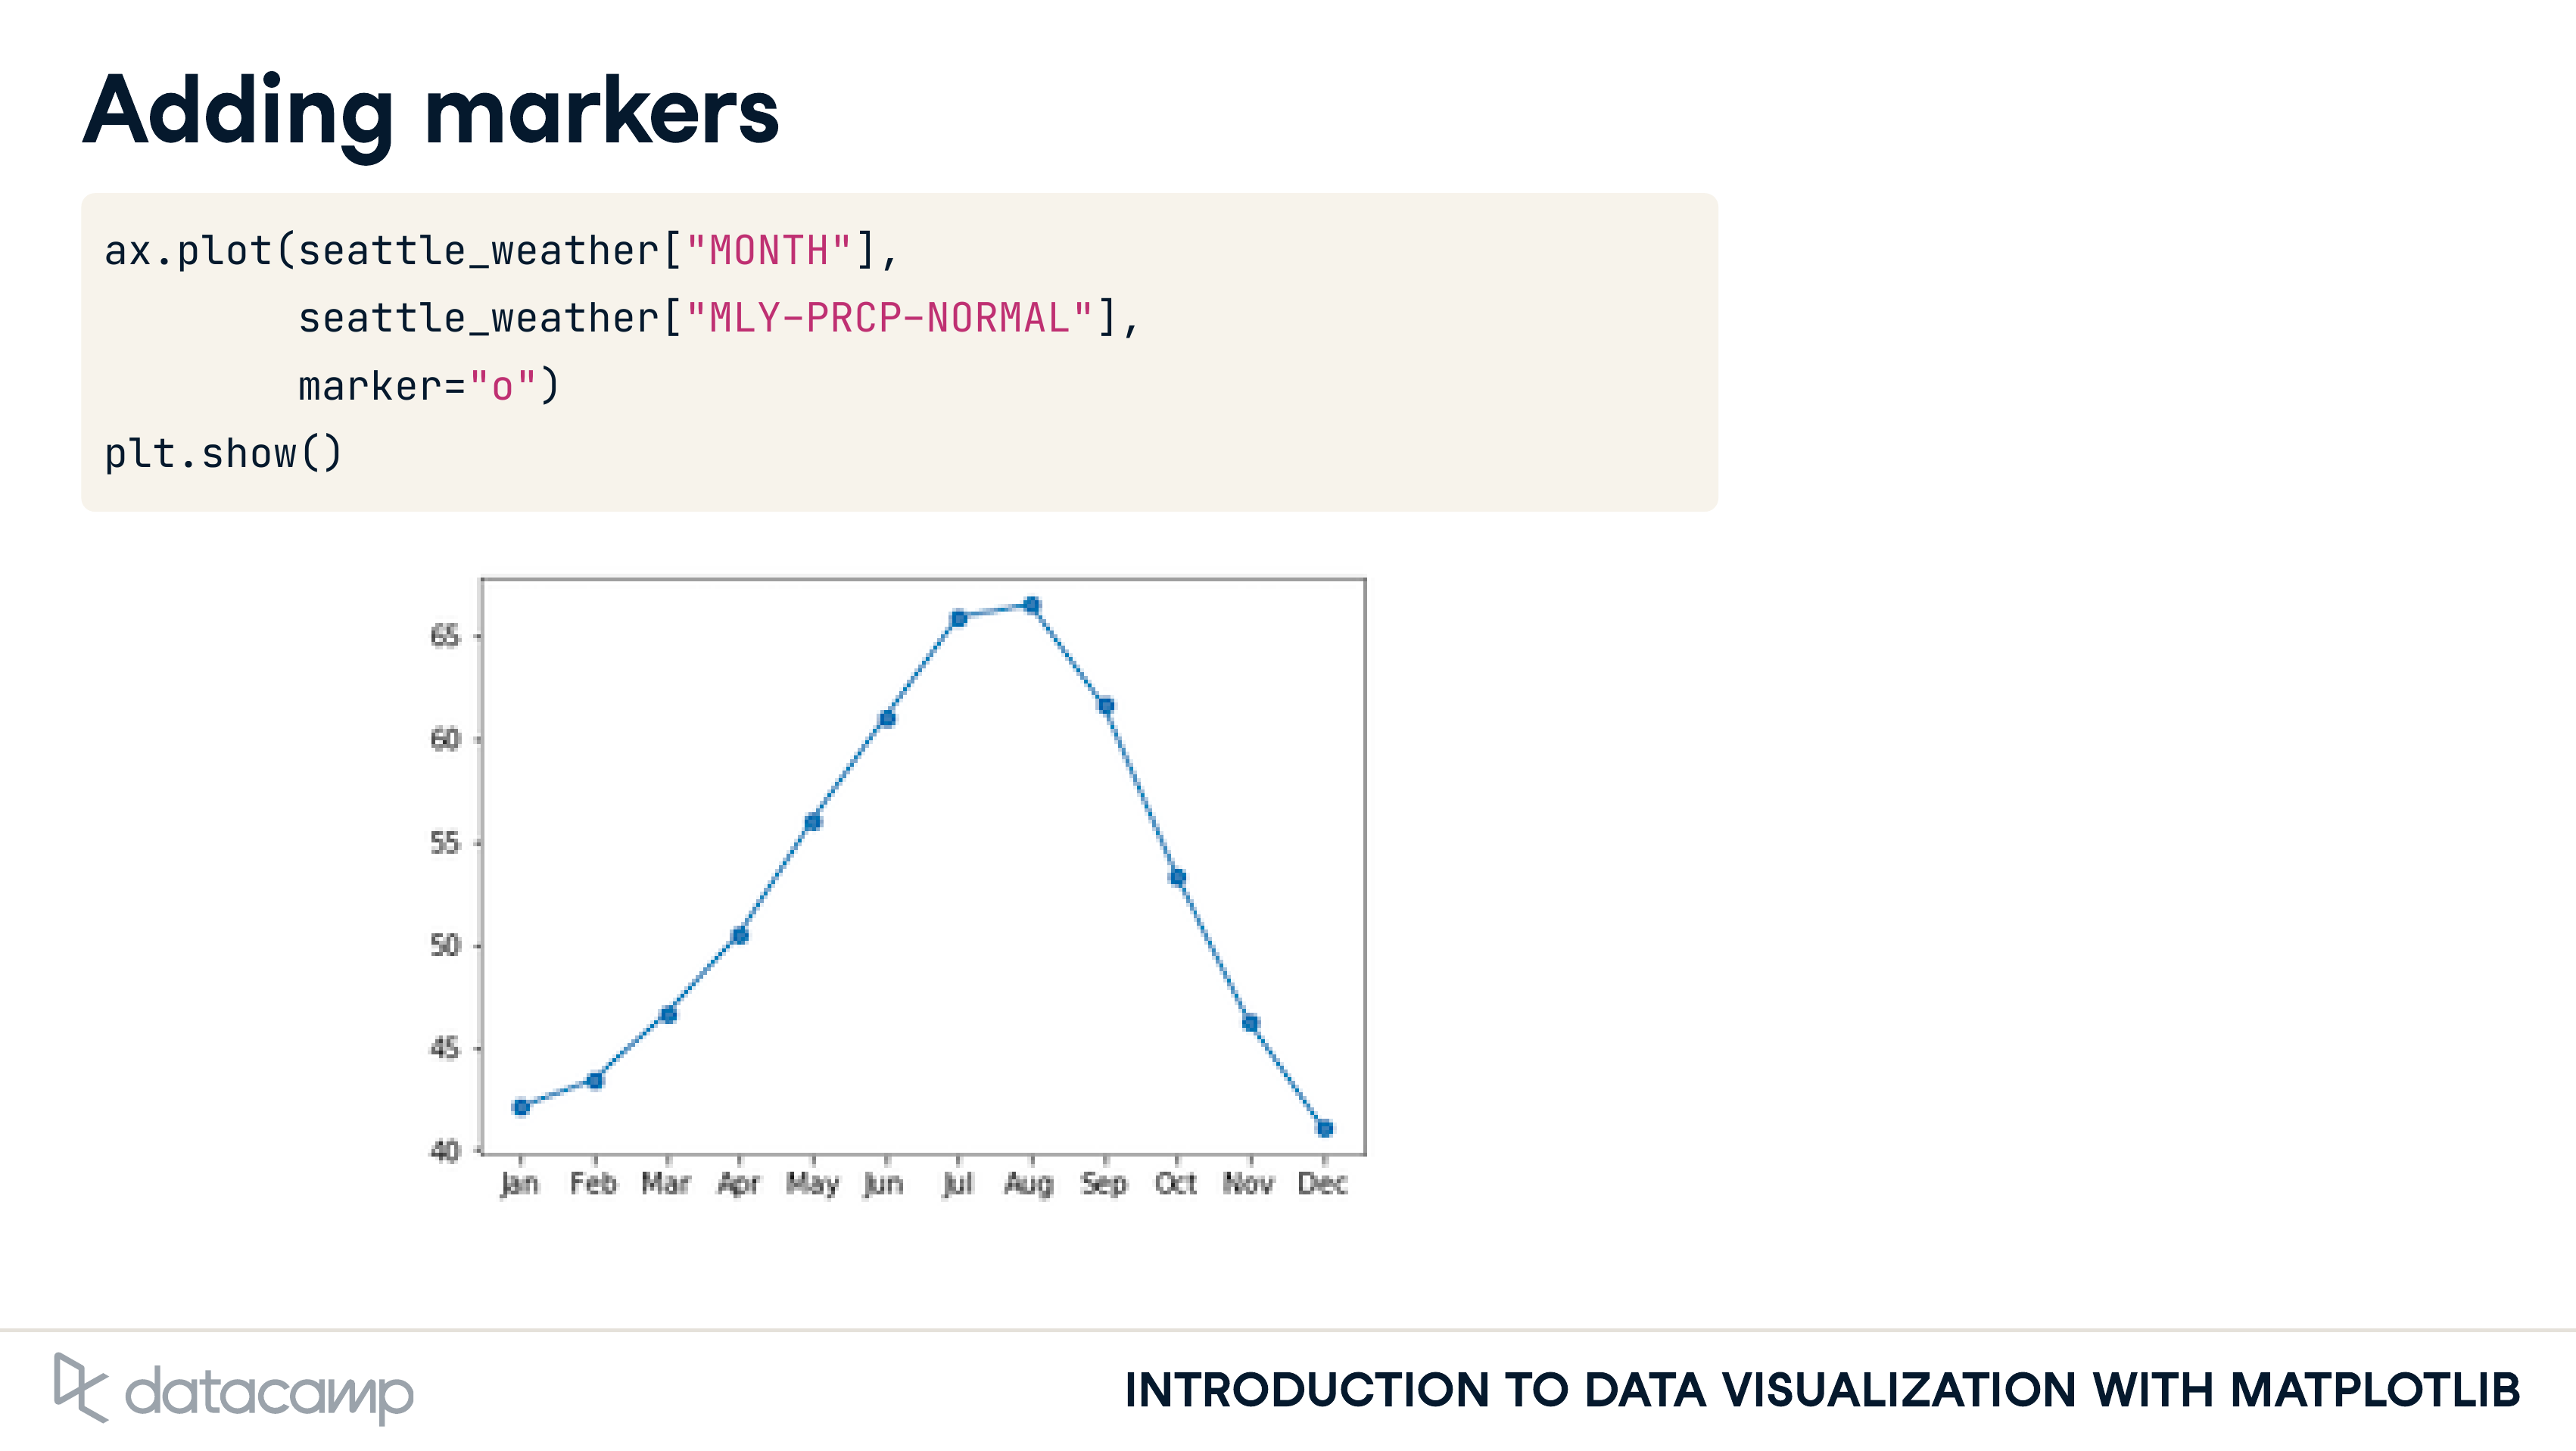 Adding markers
ax.plot(seattle_weather["MONTH"],
seattle_weather["MLY-PRCP-NORMAL"],
marker="o")
plt.show()
65
60
55
50
45
40
Jan Feb Mar Apr May Jun Jul Aug Sep Oct Nov Dec
datacamp
INTRODUCTION TO DATA VISUALIZATION WITH MATPLOTLIB